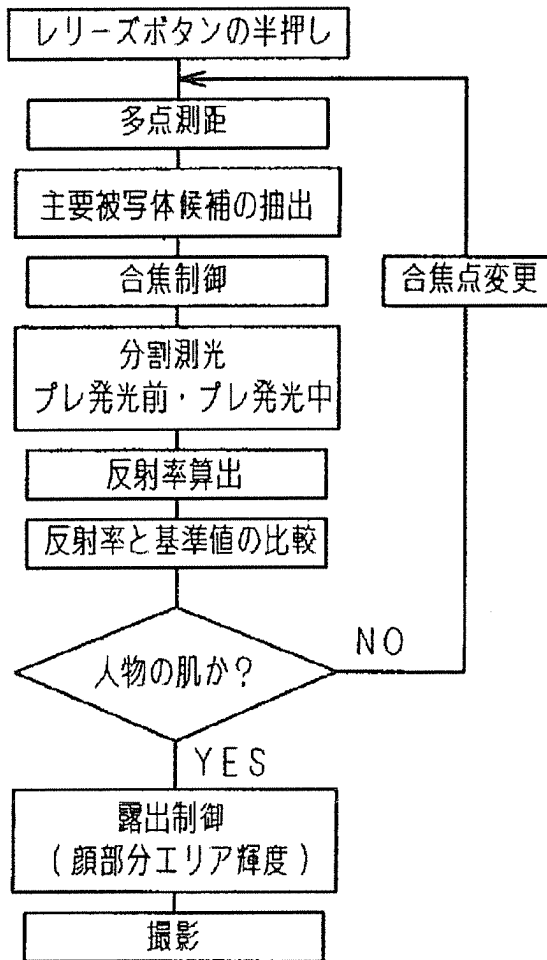 レリーズボタンの半押し
多点測距
主要被写体候補の抽出
合焦制御
合焦点変更
分割測光
プレ発光前・プレ発光中
反射率算出
反射率と基準値の比較
人物の肌か?
NO
YES
露出制御
(顔部分エリア輝度)
撮影